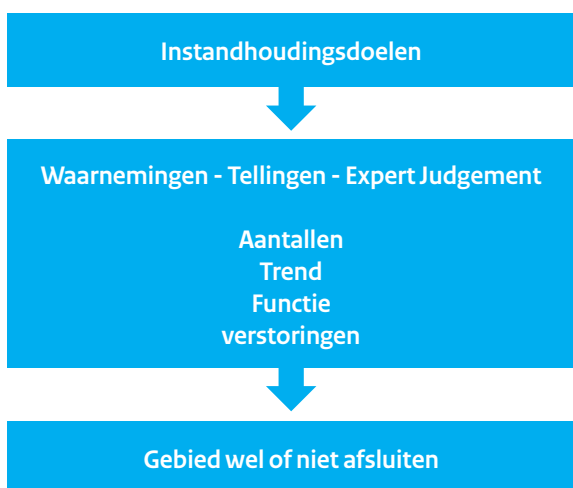 Instandhoudingsdoelen
Waarnemingen - Tellingen - Expert Judgement
Aantallen
Trend
Functie
verstoringen
Gebied wel of niet afsluiten